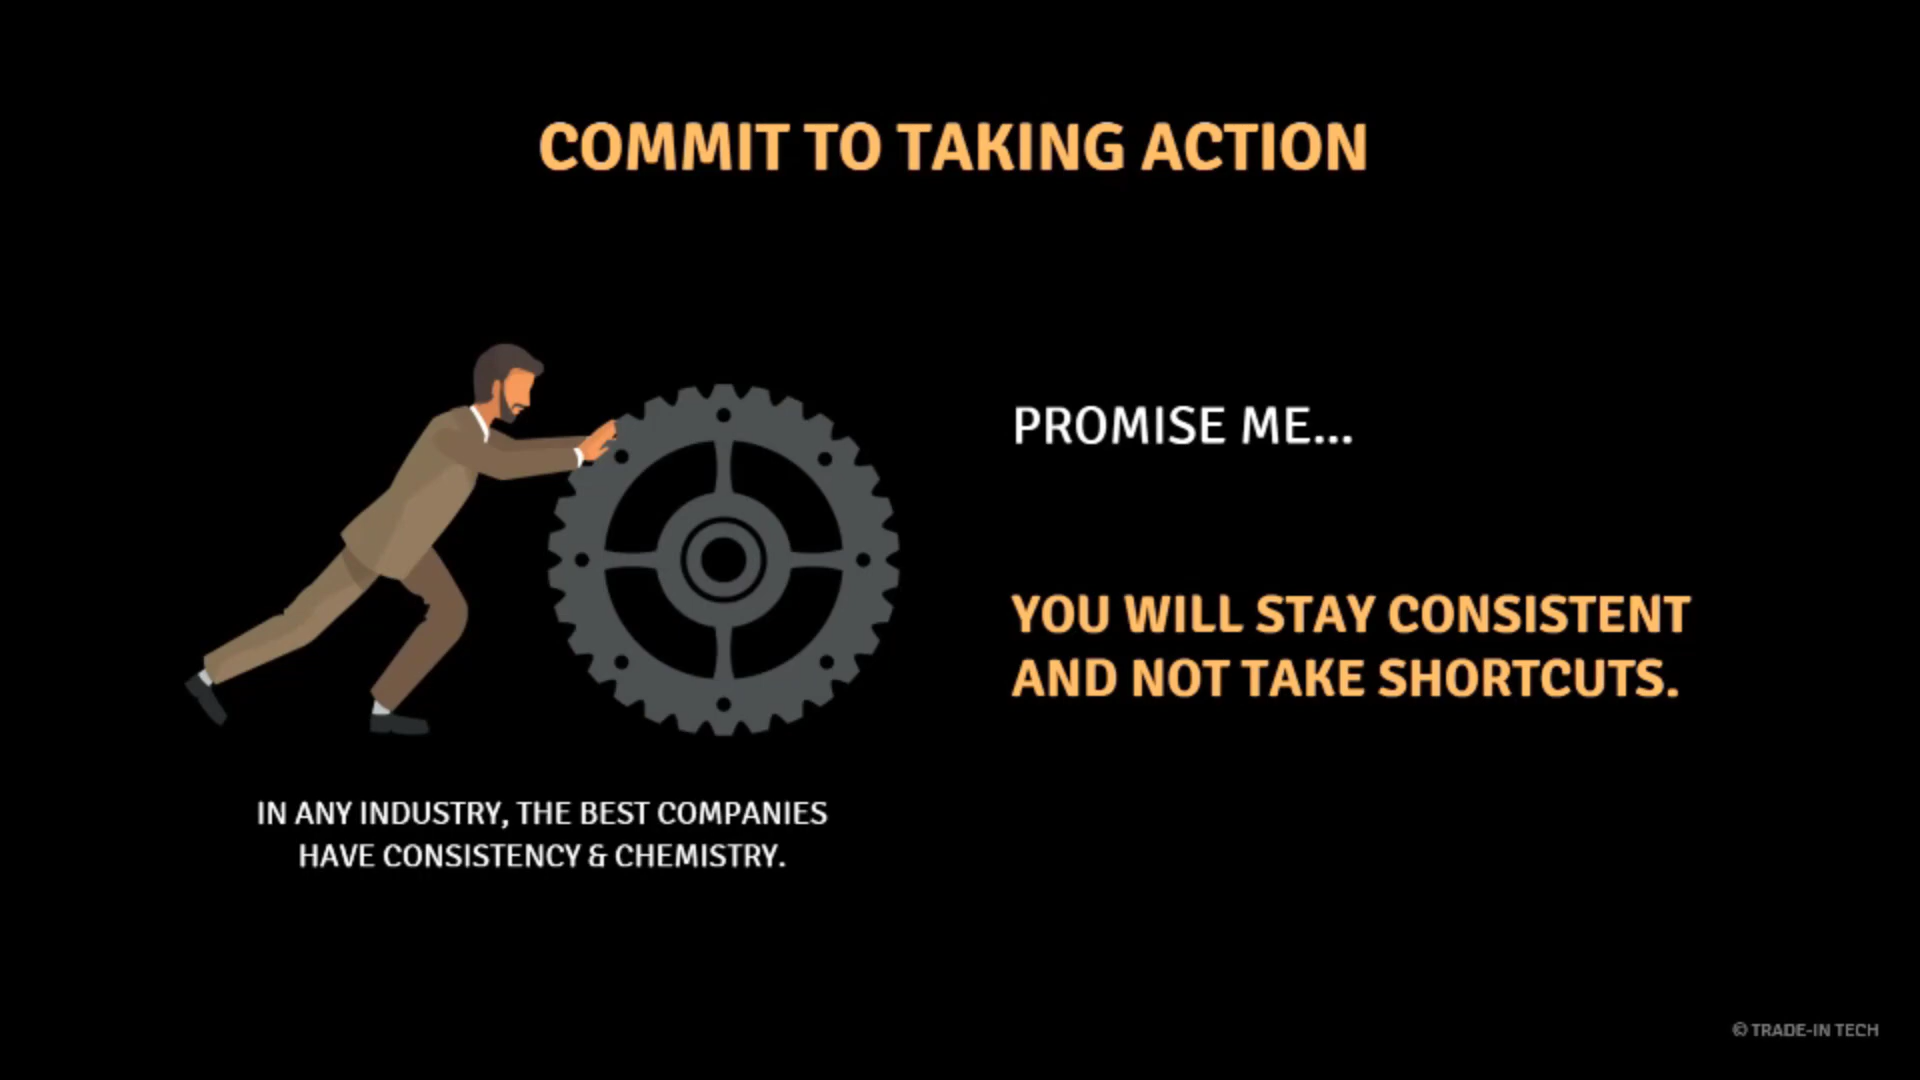 COMMIT TO TAKING ACTION
PROMISE ME...
YOU WILL STAY CONSISTENT
AND NOT TAKE SHORTCUTS.
IN ANY INDUSTRY, THE BEST COMPANIES
HAVE CONSISTENCY & CHEMISTRY.
© TRADE-IN TECH